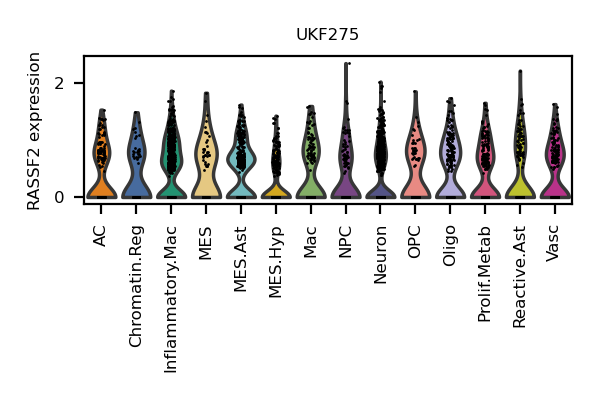 UKF275
RASSF2 expression
2
0
AC
Chromatin.Reg
Inflammatory.Mac
MES
MES.Ast
MES.Hyp
Mac
NPC
Neuron
OPC
Oligo
Prolif.Metab
Reactive.Ast
Vasc